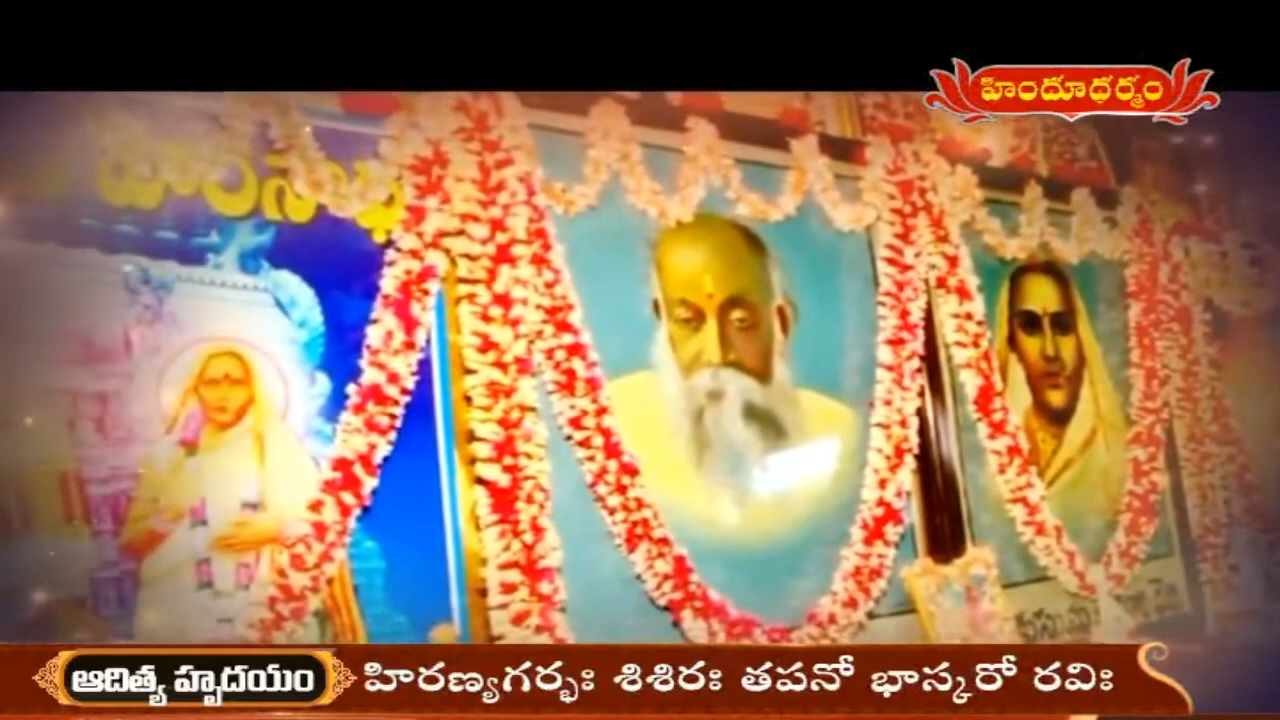 హిందూధర్మం
ఆదిత్య హృదయం
హిరణ్యగర్భః శిశిరః తపనో భాస్కరో రవిః